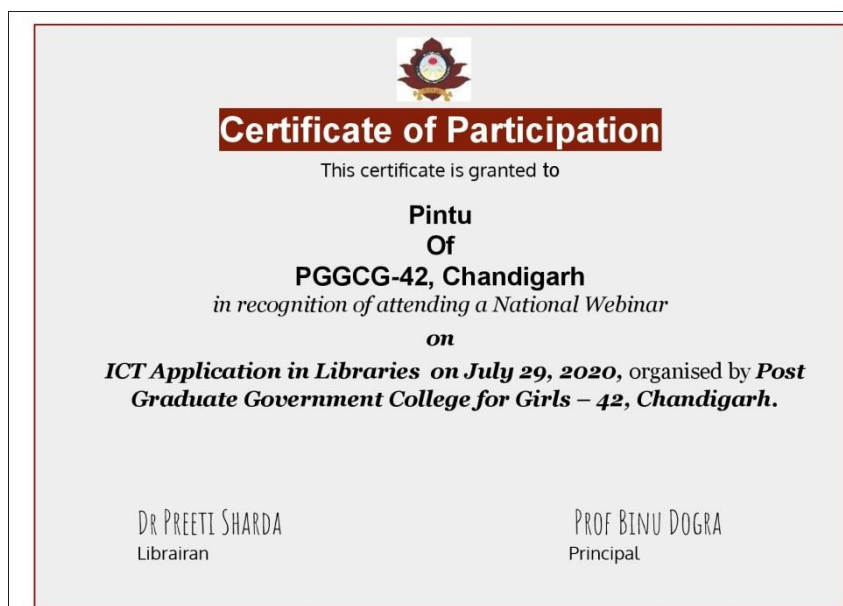 Certificate of Participation
This certificate is granted to
Pintu
Of
PGGCG-42, Chandigarh
in recognition of attending a National Webinar
on
ICT Application in Libraries on July 29, 2020, organised by Post
Graduate Government College for Girls – 42, Chandigarh.
Dr Preeti Sharda
Librairan
Prof Binu Dogra
Principal